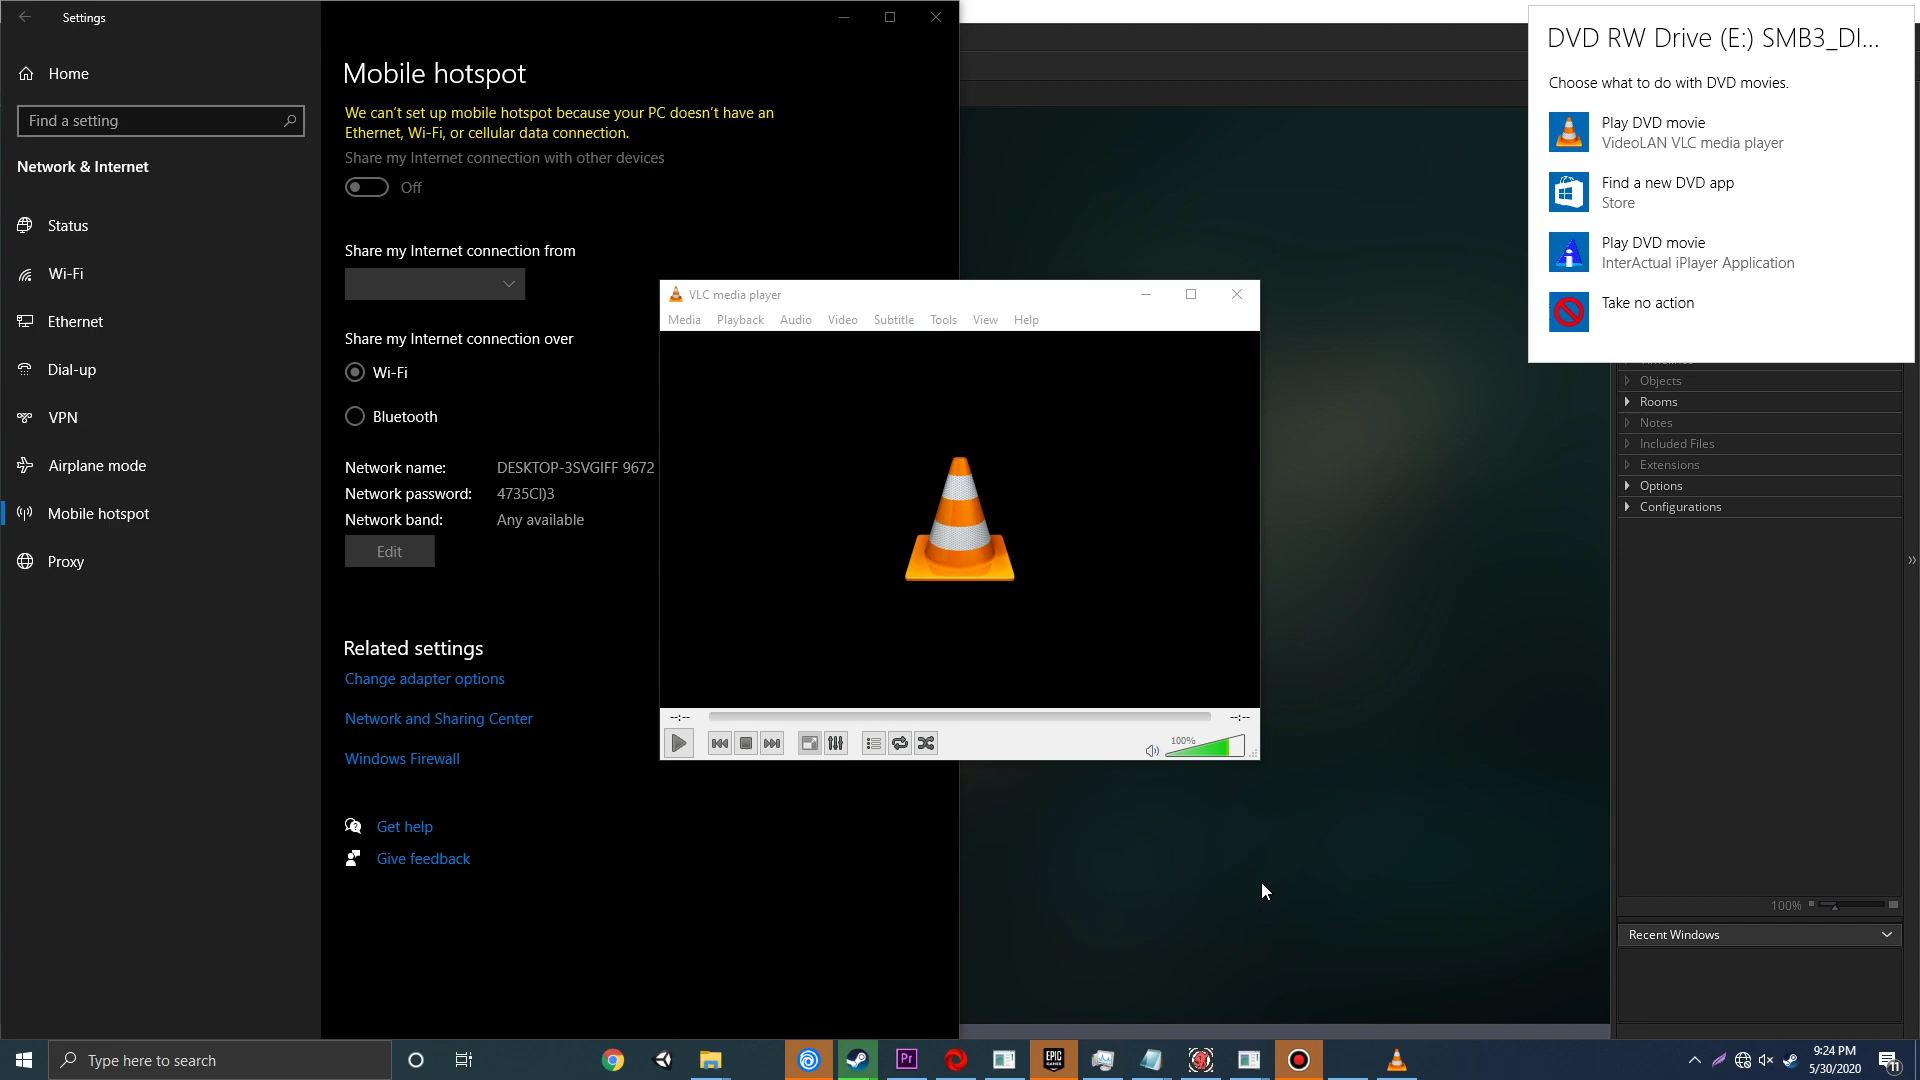 Settings
Home
Find a setting
Network & Internet
Status
Wi-Fi
Ethernet
Dial-up
VPN
Airplane mode
Mobile hotspot
Proxy
Mobile hotspot
We can't set up mobile hotspot because your PC doesn't have an
Ethernet, Wi-Fi, or cellular data connection.
Share my Internet connection with other devices
Off
Share my Internet connection from
Share my Internet connection over
Wi-Fi
Bluetooth
Network name: DESKTOP-3SVGIFF 9672
Network password: 4735Cl)3
Network band: Any available
Edit
Related settings
Change adapter options
Network and Sharing Center
Windows Firewall
Get help
Give feedback
VLC media player
Media Playback Audio Video Subtitle Tools View Help
--:-- --:--
100%
DVD RW Drive (E:) SMB3_DI...
Choose what to do with DVD movies.
Play DVD movie
VideoLAN VLC media player
Find a new DVD app
Store
Play DVD movie
InterActual iPlayer Application
Take no action
Objects
Rooms
Notes
Included Files
Extensions
Options
Configurations
100%
Recent Windows
Type here to search
Pr
EPIC
GAMES
9:24 PM
5/30/2020
11